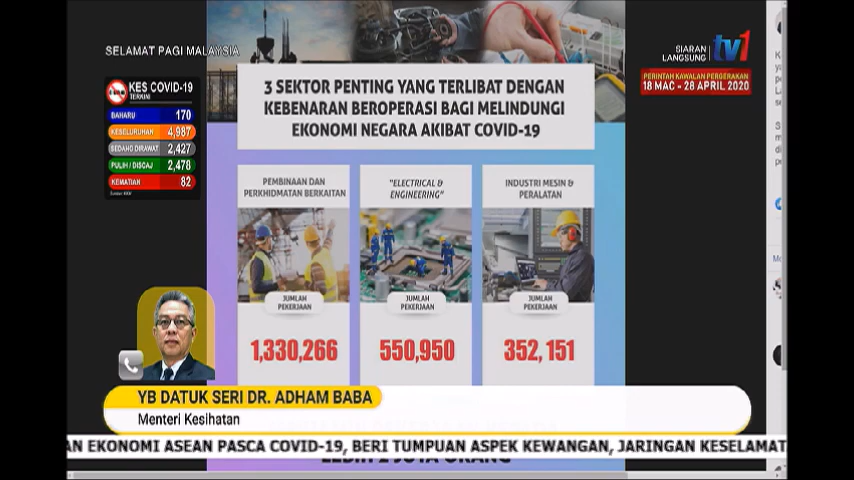 SELAMAT PAGI MALAYSIA
SIARAN
LANGSUNG
tv1
PERINTAH KAWALAN PERGERAKAN
18 MAC - 28 APRIL 2020
KES COVID-19
TERKINI
BAHARU 170
KESELURUHAN 4,987
SEDANG DIRAWAT 2,427
PULIH / DISCAJ 2,478
KEMATIAN 82
3 SEKTOR PENTING YANG TERLIBAT DENGAN
KEBENARAN BEROPERASI BAGI MELINDUNGI
EKONOMI NEGARA AKIBAT COVID-19
PEMBINAAN DAN
PERKHIDMATAN BERKAITAN
JUMLAH
PEKERJAAN
1,330,266
"ELECTRICAL &
ENGINEERING"
JUMLAH
PEKERJAAN
550,950
INDUSTRI MESIN &
PERALATAN
JUMLAH
PEKERJAAN
352, 151
YB DATUK SERI DR. ADHAM BABA
Menteri Kesihatan
AN EKONOMI ASEAN PASCA COVID-19, BERI TUMPUAN ASPEK KEWANGAN, JARINGAN KESELAMAT